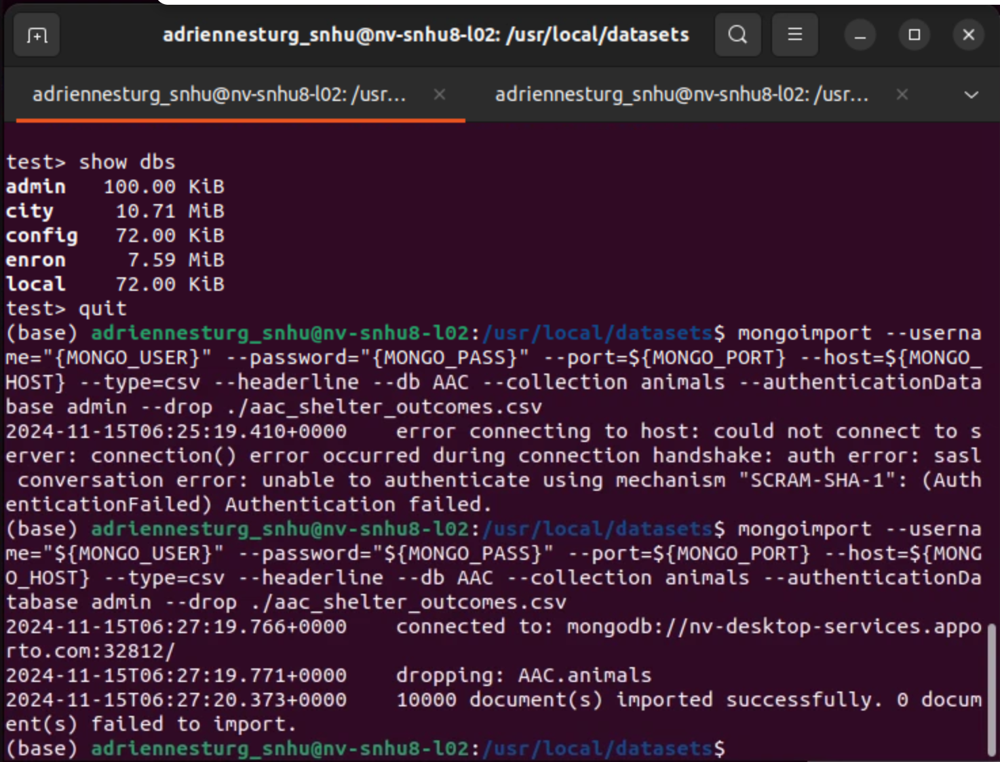 adriennesturg_snhu@nv-snhu8-l02: /usr/local/datasets
adriennesturg_snhu@nv-snhu8-l02: /usr... adriennesturg_snhu@nv-snhu8-l02: /usr...
test> show dbs
admin   100.00 KiB
city     10.71 MiB
config   72.00 KiB
enron     7.59 MiB
local    72.00 KiB
test> quit
(base) adriennesturg_snhu@nv-snhu8-l02:/usr/local/datasets$ mongoimport --userna
me="{MONGO_USER}" --password="{MONGO_PASS}" --port=${MONGO_PORT} --host=${MONGO_
HOST} --type=csv --headerline --db AAC --collection animals --authenticationData
base admin --drop ./aac_shelter_outcomes.csv
2024-11-15T06:25:19.410+0000    error connecting to host: could not connect to s
erver: connection() error occurred during connection handshake: auth error: sasl
 conversation error: unable to authenticate using mechanism "SCRAM-SHA-1": (Auth
enticationFailed) Authentication failed.
(base) adriennesturg_snhu@nv-snhu8-l02:/usr/local/datasets$ mongoimport --userna
me="${MONGO_USER}" --password="${MONGO_PASS}" --port=${MONGO_PORT} --host=${MONG
O_HOST} --type=csv --headerline --db AAC --collection animals --authenticationDa
tabase admin --drop ./aac_shelter_outcomes.csv
2024-11-15T06:27:19.766+0000    connected to: mongodb://nv-desktop-services.appo
rto.com:32812/
2024-11-15T06:27:19.771+0000    dropping: AAC.animals
2024-11-15T06:27:20.373+0000    10000 document(s) imported successfully. 0 docum
ent(s) failed to import.
(base) adriennesturg_snhu@nv-snhu8-l02:/usr/local/datasets$